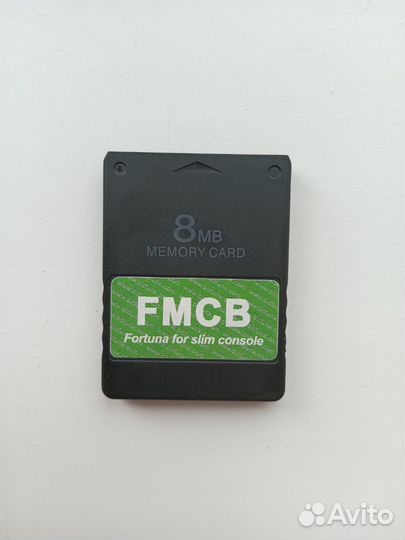 8MB
MEMORY CARD
FMCB
Fortuna for slim console
Avito